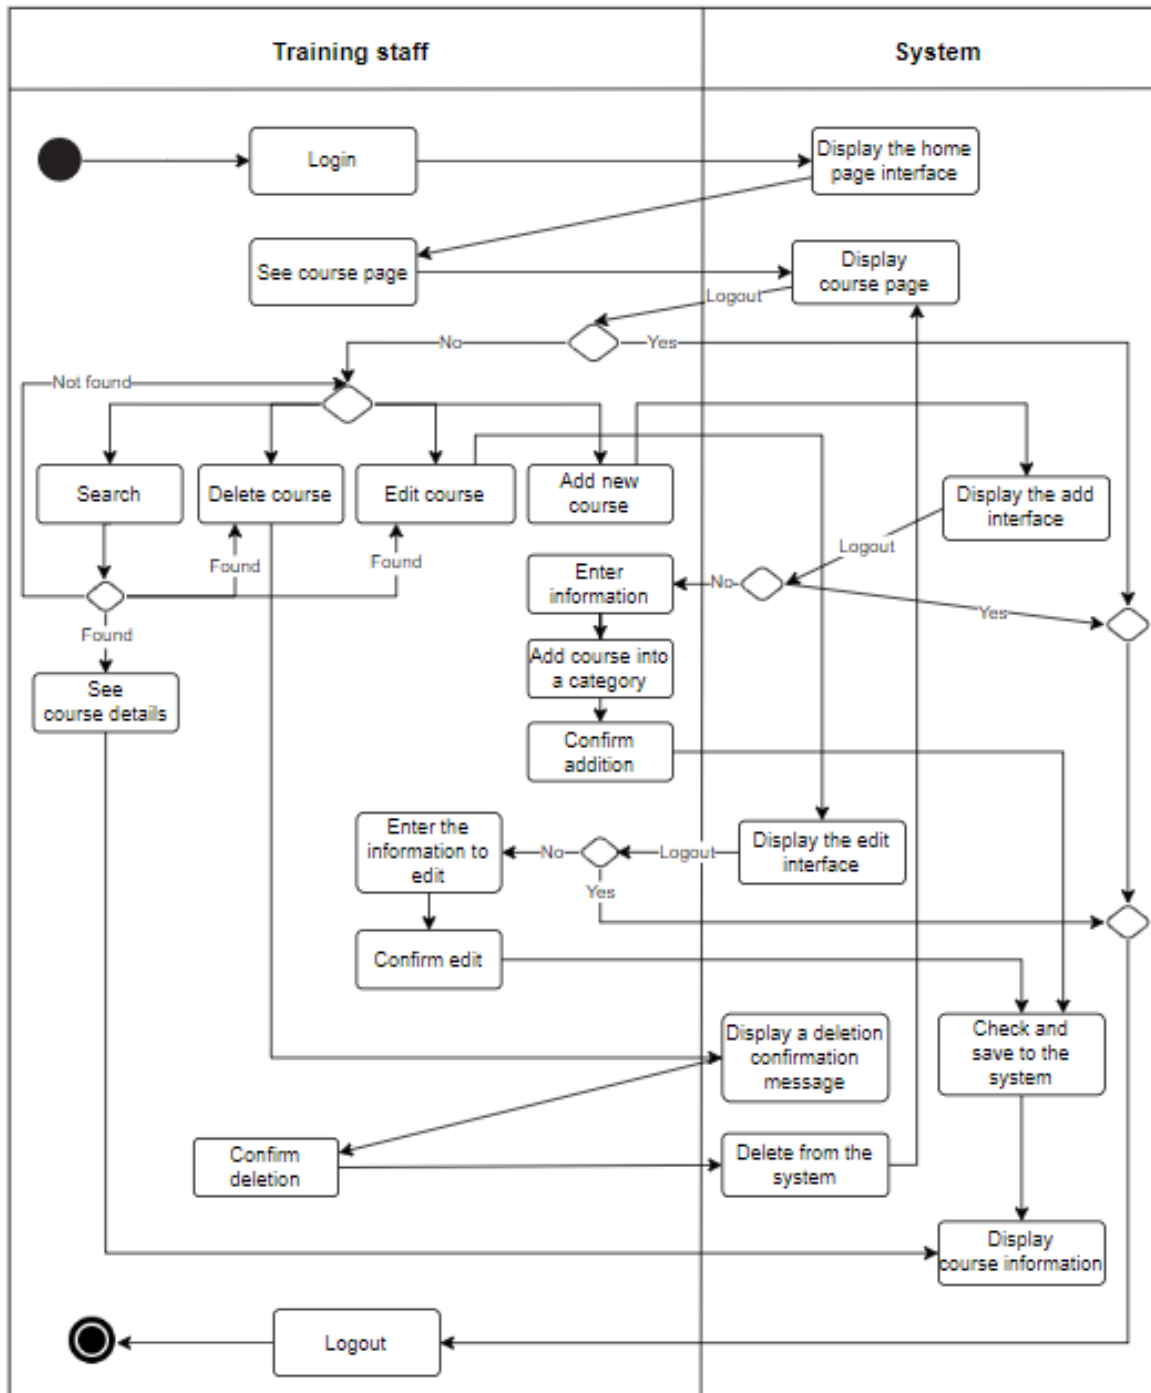 Training staff
System
Login
Display the home
page interface
See course page
Display
course page
Logout
No
Yes
Not found
Search
Delete course
Edit course
Add new
course
Display the add
interface
Logout
Found
Found
Enter
information
No
Yes
Found
Add course into
a category
See
course details
Confirm
addition
Enter the
information to
edit
No
Logout
Display the edit
interface
Yes
Confirm edit
Display a deletion
confirmation
message
Check and
save to the
system
Confirm
deletion
Delete from the
system
Display
course information
Logout